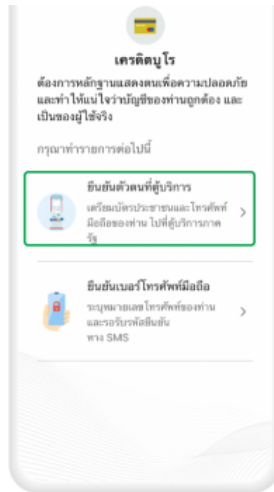 เครดิตบูโร
ต้องการหลักฐานแสดงตนเพื่อความปลอดภัย
และทำให้แน่ใจว่าบัญชีของท่านถูกต้อง และ
เป็นของผู้ใช้จริง
กรุณาทำรายการต่อไปนี้
ยืนยันตัวตนที่ตู้บริการ
เตรียมบัตรประชาชนและโทรศัพท์
มือถือของท่าน ไปที่ตู้บริการภาค
รัฐ
ยืนยันเบอร์โทรศัพท์มือถือ
ระบุหมายเลขโทรศัพท์ของท่าน
และรอรับรหัสยืนยัน
ทาง SMS